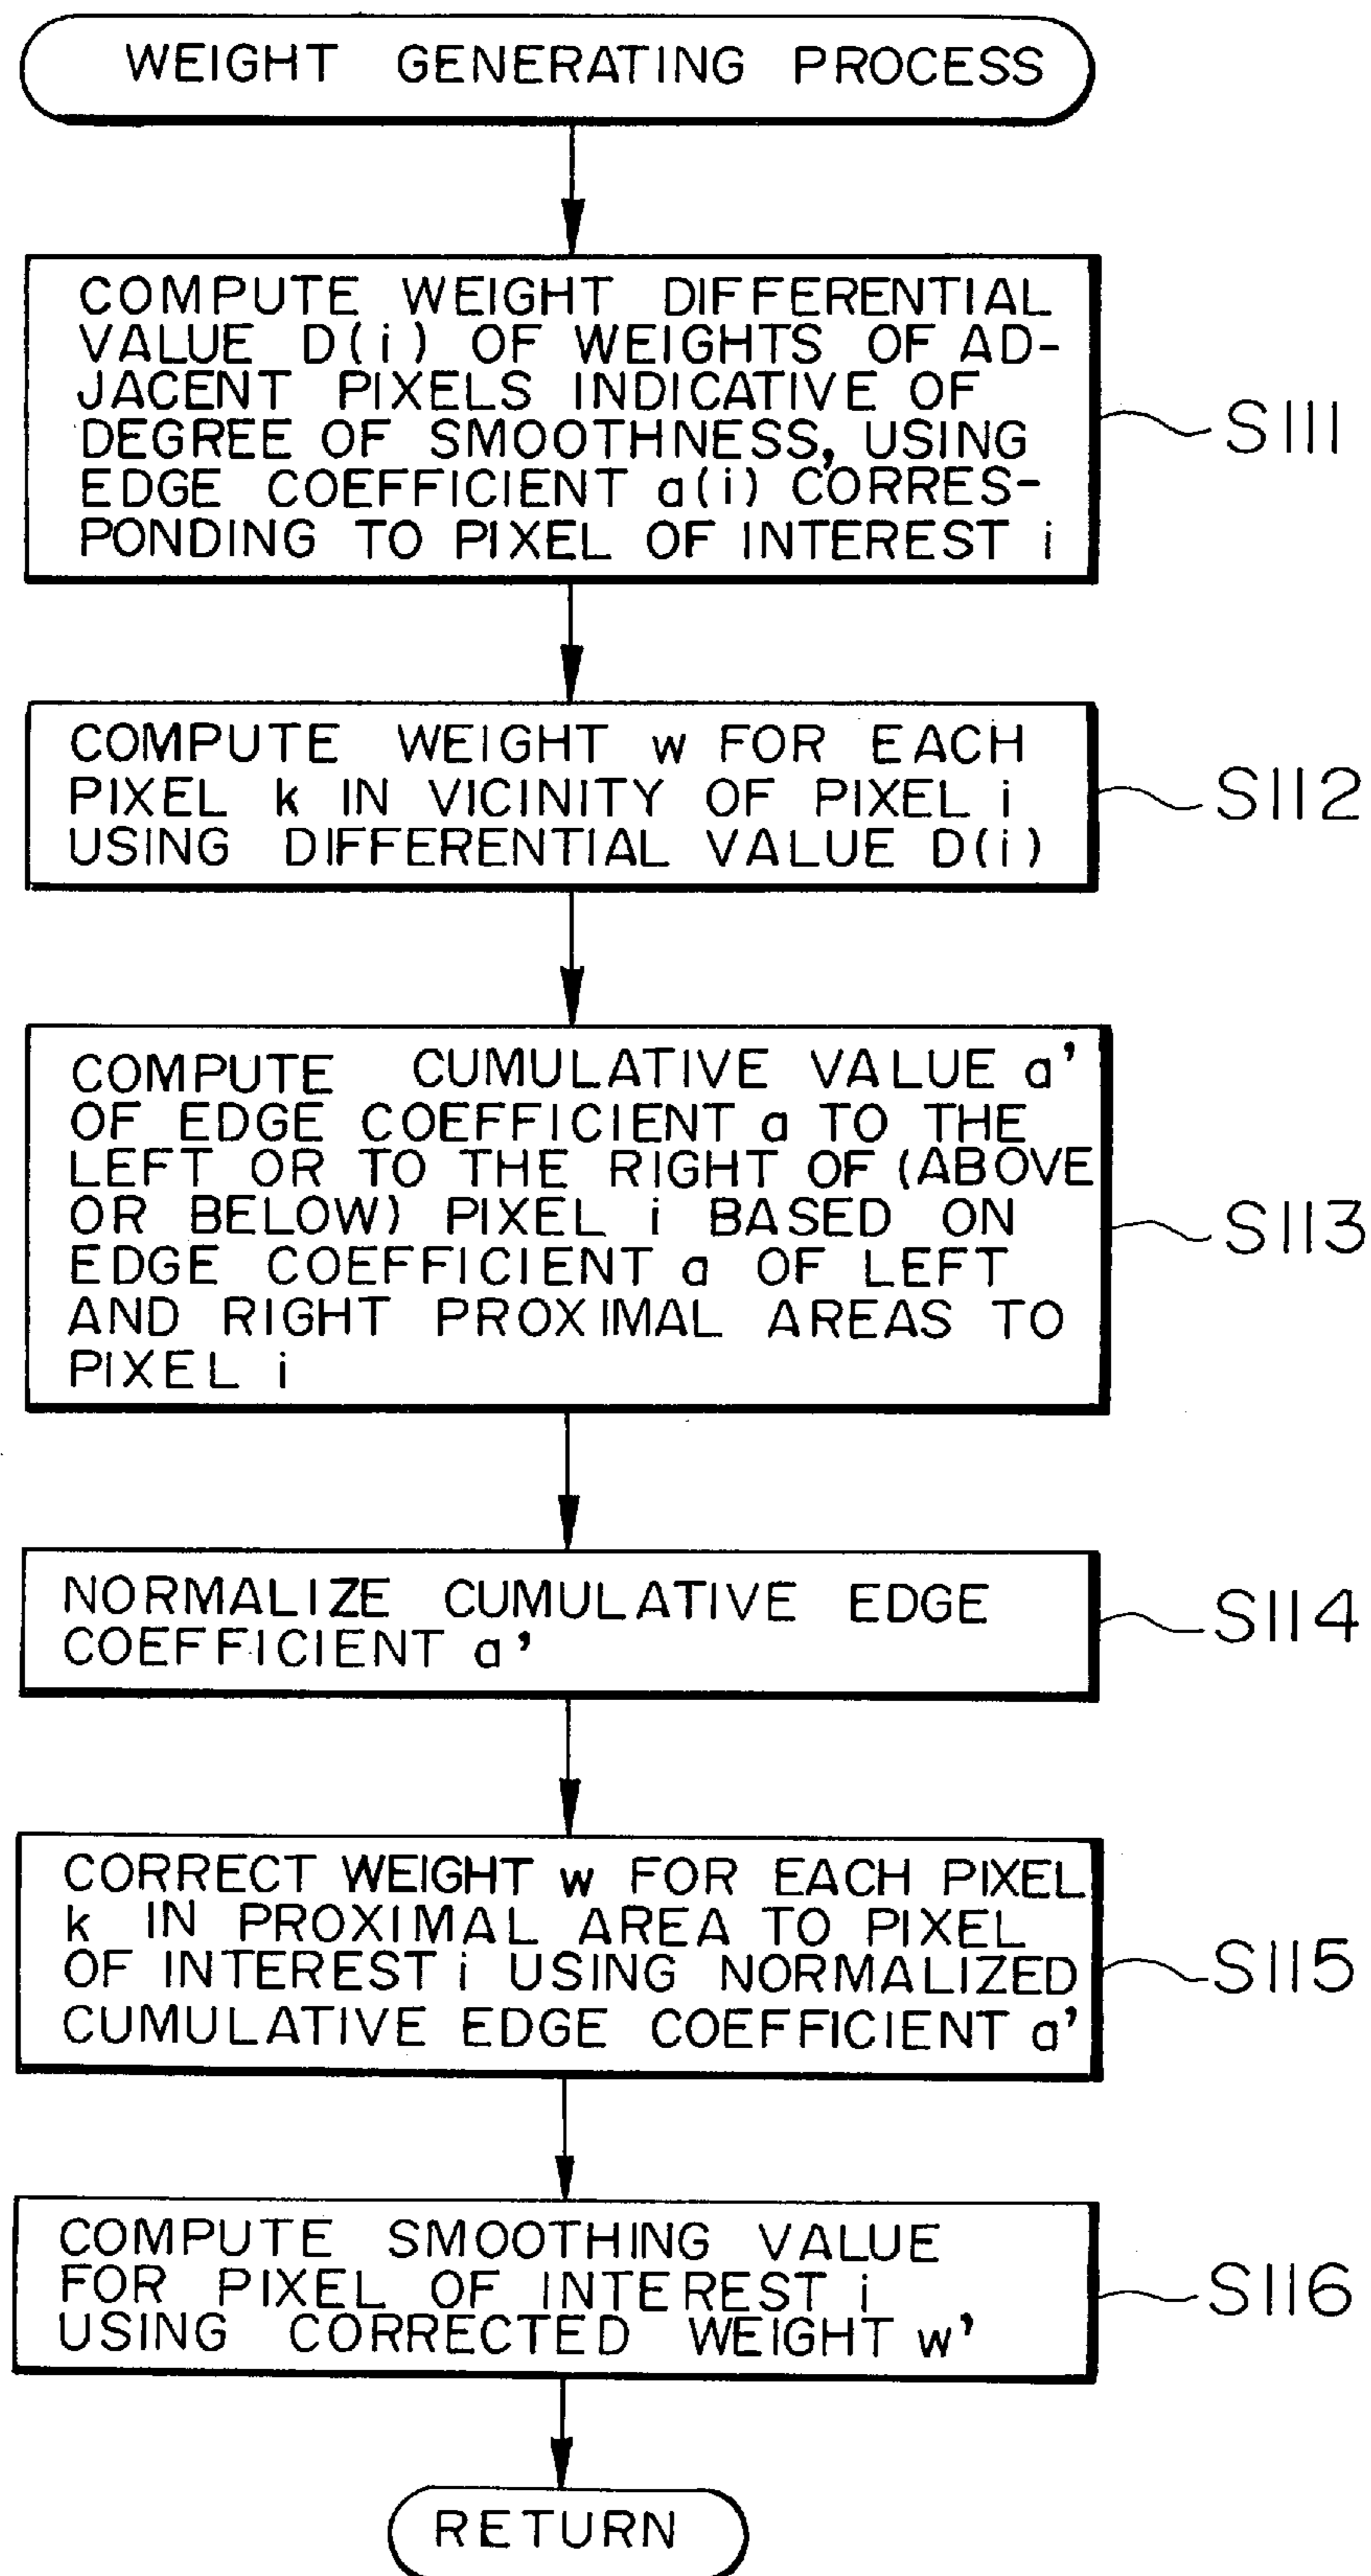 WEIGHT GENERATING PROCESS
COMPUTE WEIGHT DIFFERENTIAL
VALUE D(i) OF WEIGHTS OF AD-
JACENT PIXELS INDICATIVE OF
DEGREE OF SMOOTHNESS, USING
EDGE COEFFICIENT a(i) CORRES-
PONDING TO PIXEL OF INTEREST i
S111
COMPUTE WEIGHT w FOR EACH
PIXEL k IN VICINITY OF PIXEL i
USING DIFFERENTIAL VALUE D(i)
S112
COMPUTE CUMULATIVE VALUE a'
OF EDGE COEFFICIENT a TO THE
LEFT OR TO THE RIGHT OF (ABOVE
OR BELOW) PIXEL i BASED ON
EDGE COEFFICIENT a OF LEFT
AND RIGHT PROXIMAL AREAS TO
PIXEL i
S113
NORMALIZE CUMULATIVE EDGE
COEFFICIENT a'
S114
CORRECT WEIGHT w FOR EACH PIXEL
k IN PROXIMAL AREA TO PIXEL
OF INTEREST i USING NORMALIZED
CUMULATIVE EDGE COEFFICIENT a'
S115
COMPUTE SMOOTHING VALUE
FOR PIXEL OF INTEREST i
USING CORRECTED WEIGHT w'
S116
RETURN